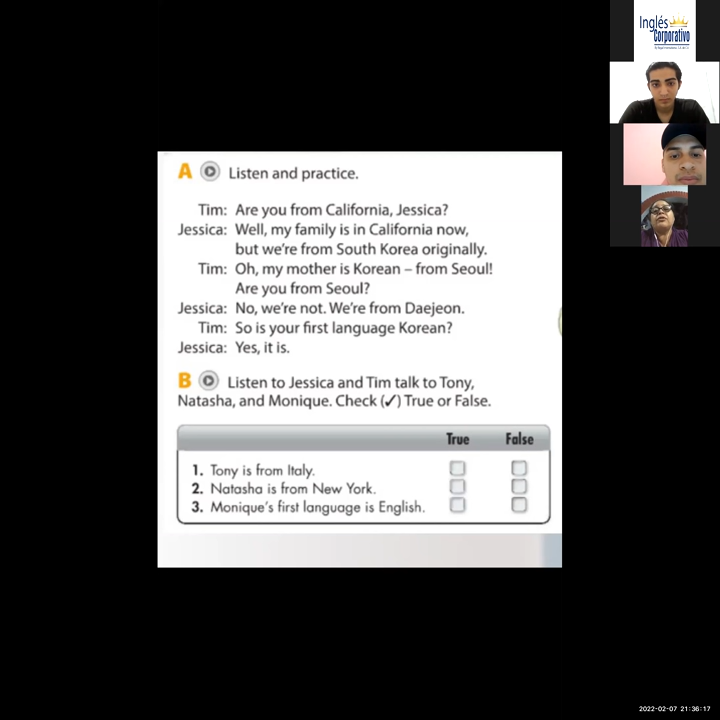 Inglés
Corporativo
A Listen and practice.
Tim: Are you from California, Jessica?
Jessica: Well, my family is in California now,
but we're from South Korea originally.
Tim: Oh, my mother is Korean – from Seoul!
Are you from Seoul?
Jessica: No, we're not. We're from Daejeon.
Tim: So is your first language Korean?
Jessica: Yes, it is.
B Listen to Jessica and Tim talk to Tony,
Natasha, and Monique. Check (✓) True or False.
True False
1. Tony is from Italy.
2. Natasha is from New York.
3. Monique's first language is English.
2022-02-07 21:36:17